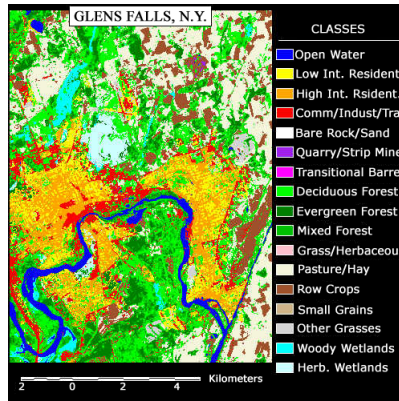 GLENS FALLS, N.Y.
CLASSES
Open Water
Low Int. Resident
High Int. Rsident.
Comm/Indust/Tra
Bare Rock/Sand
Quarry/Strip Mine
Transitional Barre
Deciduous Forest
Evergreen Forest
Mixed Forest
Grass/Herbaceou
Pasture/Hay
Row Crops
Small Grains
Other Grasses
Woody Wetlands
Herb. Wetlands
Kilometers
2 0 2 4